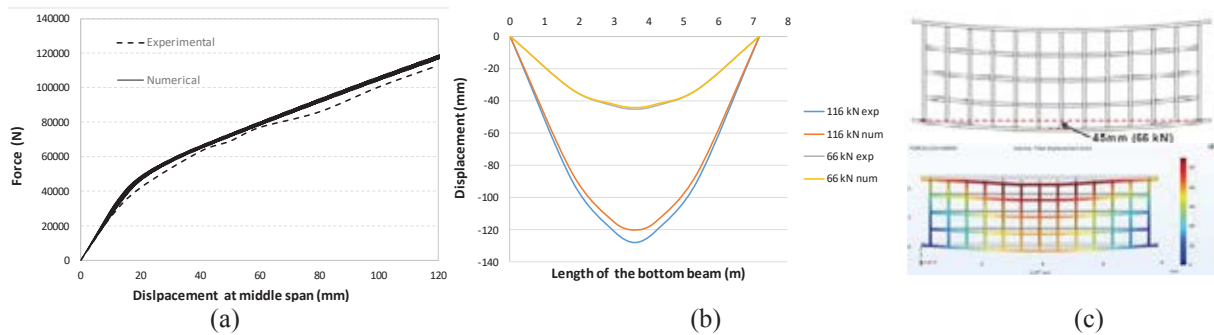 140000
120000
100000
80000
60000
40000
20000
0
Force (N)
Experimental
Numerical
0 20 40 60 80 100 120
Dislpacement at middle span (mm)
(a)
0 1 2 3 4 5 6 7 8
0
-20
-40
-60
-80
-100
-120
-140
Displacement (mm)
Length of the bottom beam (m)
116 kN exp
116 kN num
66 kN exp
66 kN num
(b)
45mm (66 kN)
(c)